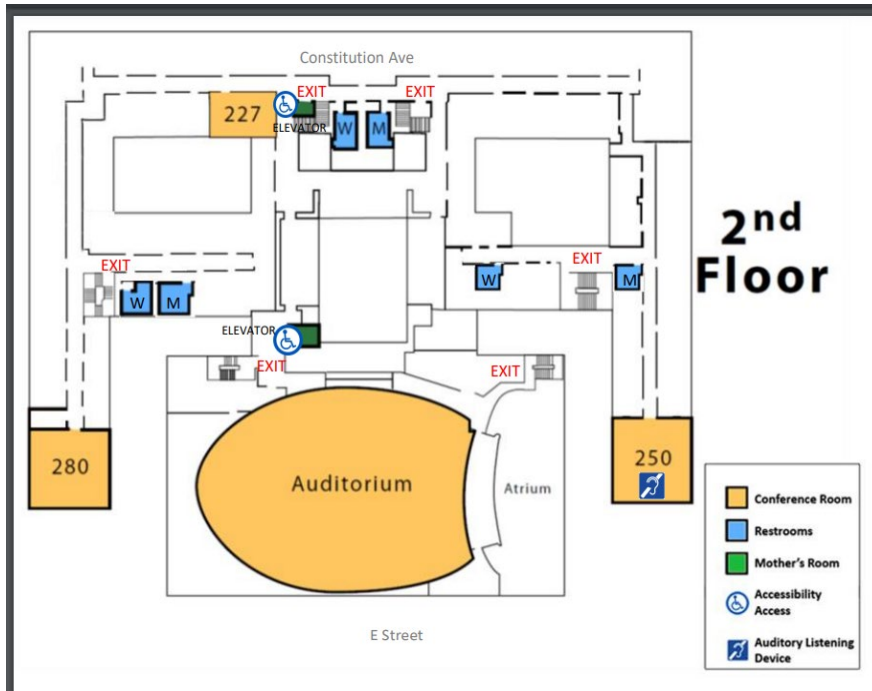 Constitution Ave
EXIT
EXIT
227
ELEVATOR
W
M
2nd
Floor
EXIT
EXIT
W
M
W
M
ELEVATOR
EXIT
EXIT
280
Auditorium
Atrium
250
Conference Room
Restrooms
Mother's Room
Accessibility
Access
Auditory Listening
Device
E Street